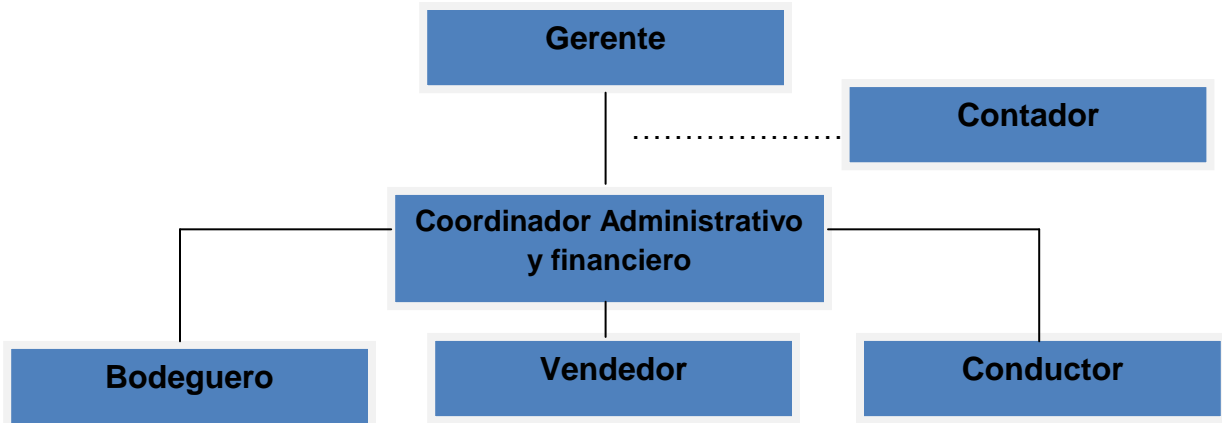 Gerente
Contador
Coordinador Administrativo
y financiero
Bodeguero
Vendedor
Conductor